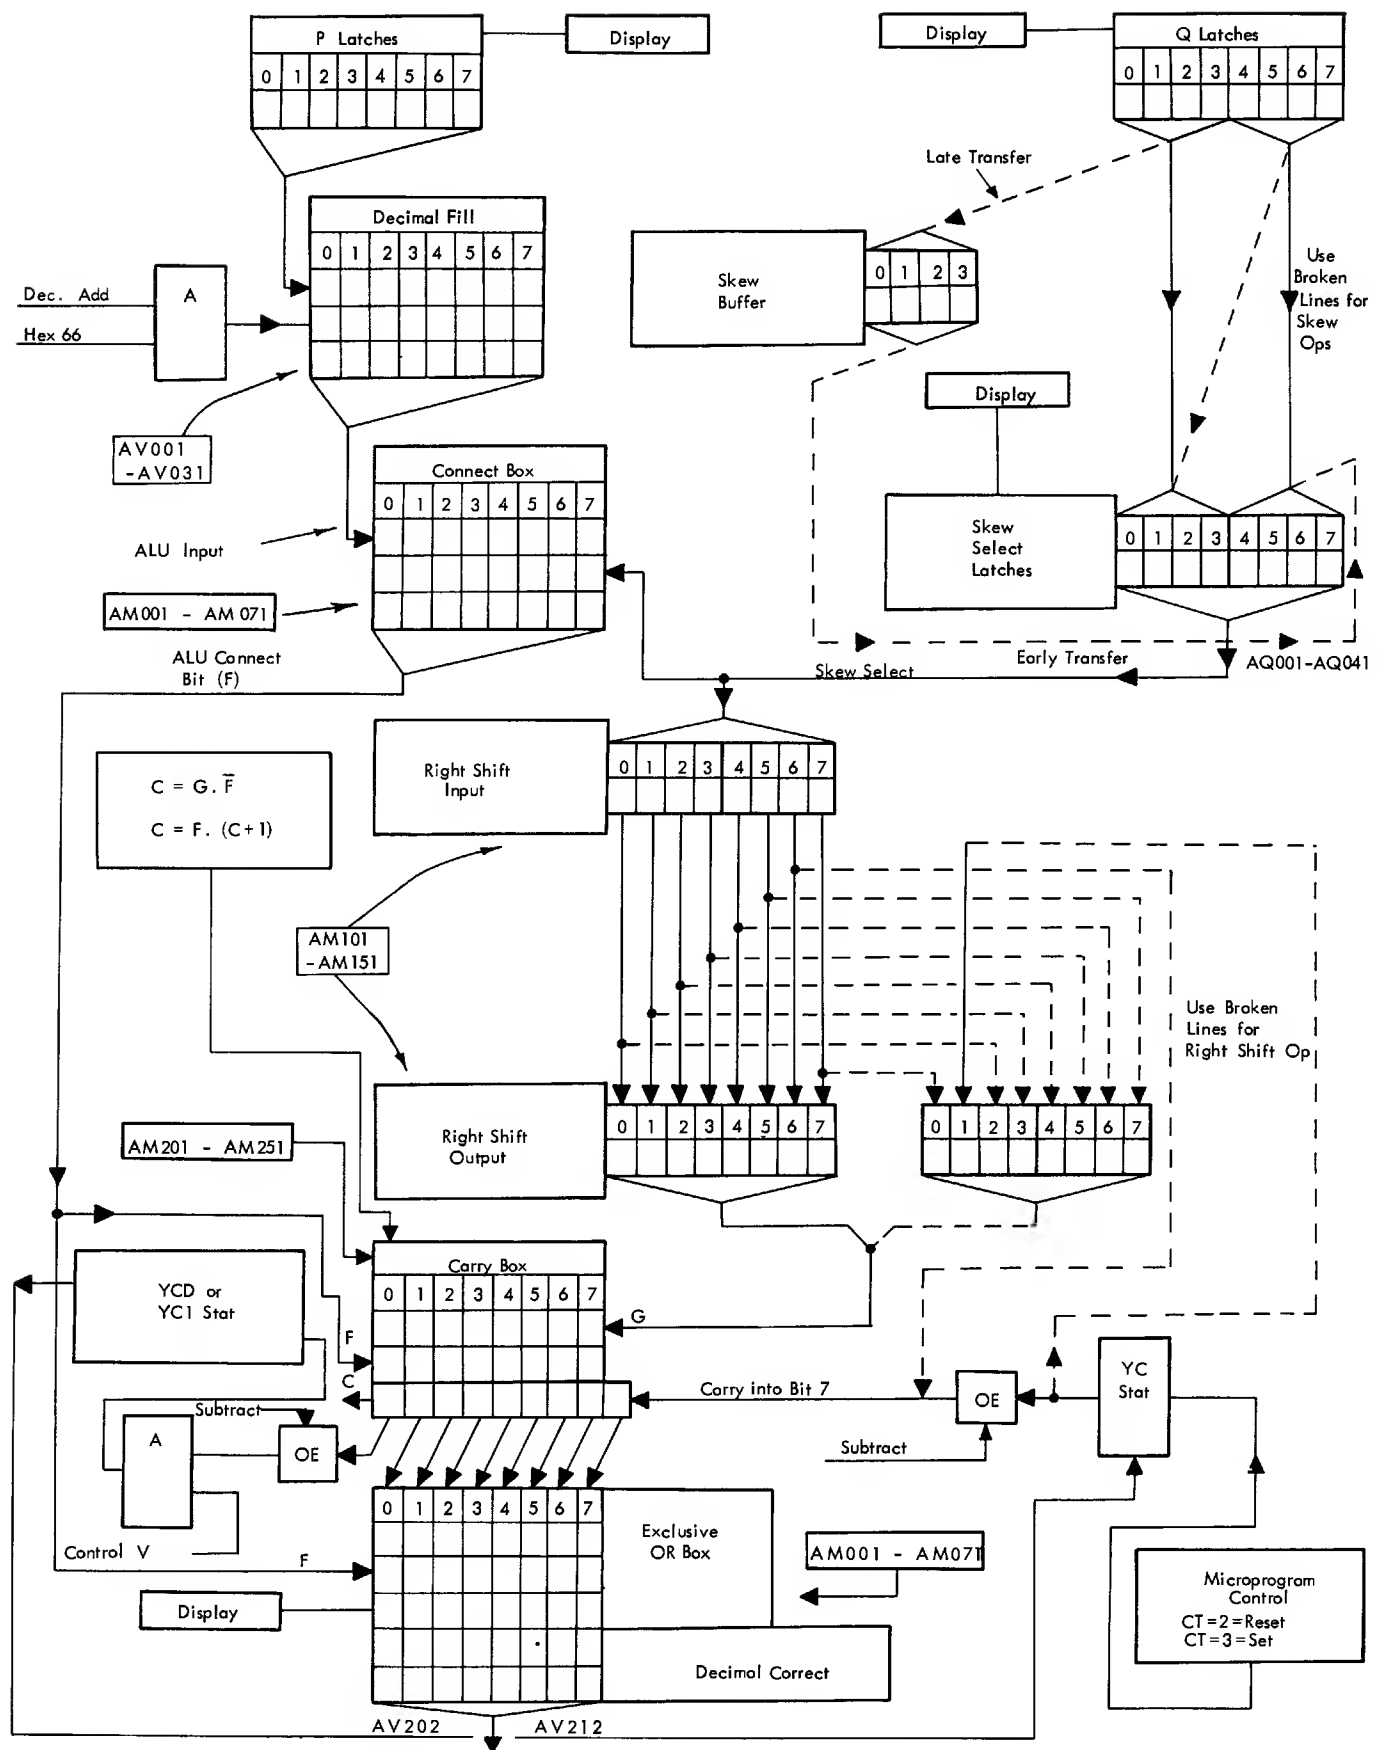 P Latches
Display
Display
Q Latches
0 1 2 3 4 5 6 7
0 1 2 3 4 5 6 7
Late Transfer
Decimal Fill
0 1 2 3 4 5 6 7
Skew
Buffer
0 1 2 3
Use
Broken
Lines for
Skew
Ops
Dec. Add
Hex 66
A
Display
AV001
-AV031
Connect Box
0 1 2 3 4 5 6 7
Skew
Select
Latches
0 1 2 3 4 5 6 7
ALU Input
AM001 - AM071
ALU Connect
Bit (F)
Skew Select
Early Transfer
AQ001-AQ041
Right Shift
Input
0 1 2 3 4 5 6 7
C = G. F̅
C = F. (C+1)
AM101
-AM151
Use Broken
Lines for
Right Shift Op
Right Shift
Output
0 1 2 3 4 5 6 7
0 1 2 3 4 5 6 7
AM201 - AM251
Carry Box
0 1 2 3 4 5 6 7
YCD or
YC1 Stat
G
F
C
Carry into Bit 7
OE
YC
Stat
Subtract
A
OE
Subtract
0 1 2 3 4 5 6 7
Exclusive
OR Box
Control V
F
AM001 - AM071
Display
Microprogram
Control
CT=2=Reset
CT=3=Set
Decimal Correct
AV202
AV212